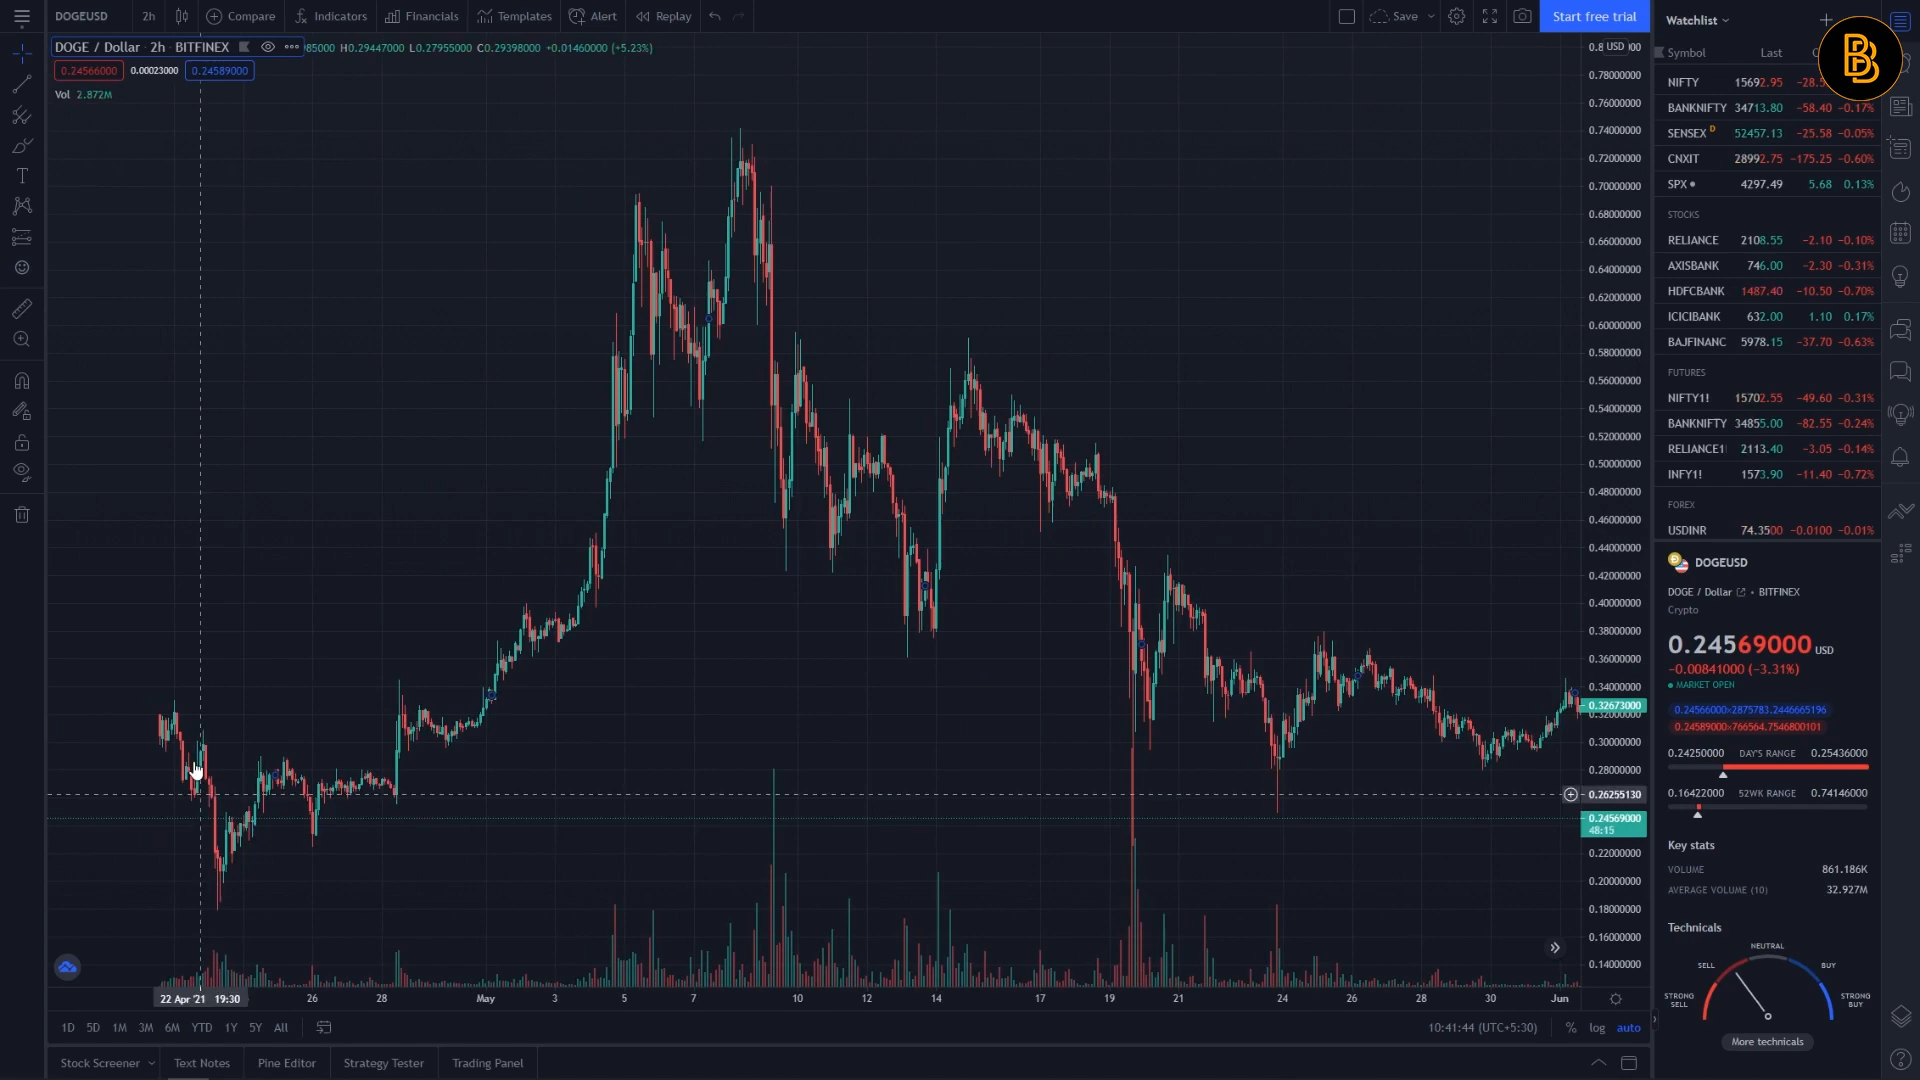 DOGEUSD 2h Compare Indicators Financials Templates Alert Replay Save Start free trial
DOGE / Dollar · 2h · BITFINEX 85000 H0.29447000 L0.27955000 C0.29398000 +0.01460000 (+5.23%)
0.24566000 0.00023000 0.24589000
Vol 2.872M
USD
0.78000000
0.76000000
0.74000000
0.72000000
0.70000000
0.68000000
0.66000000
0.64000000
0.62000000
0.60000000
0.58000000
0.56000000
0.54000000
0.52000000
0.50000000
0.48000000
0.46000000
0.44000000
0.42000000
0.40000000
0.38000000
0.36000000
0.34000000
0.32673000
0.32000000
0.30000000
0.28000000
0.26255130
0.24569000
48:15
0.22000000
0.20000000
0.18000000
0.16000000
0.14000000
22 Apr '21 19:30 26 28 May 3 5 7 10 12 14 17 19 21 24 26 28 30 Jun
1D 5D 1M 3M 6M YTD 1Y 5Y All 10:41:44 (UTC+5:30) % log auto
Stock Screener Text Notes Pine Editor Strategy Tester Trading Panel
Watchlist
Symbol Last
NIFTY 15692.95 −28.5
BANKNIFTY 34713.80 −58.40 −0.17%
SENSEX D 52457.13 −25.58 −0.05%
CNXIT 28992.75 −175.25 −0.60%
SPX 4297.49 5.68 0.13%
STOCKS
RELIANCE 2108.55 −2.10 −0.10%
AXISBANK 746.00 −2.30 −0.31%
HDFCBANK 1487.40 −10.50 −0.70%
ICICIBANK 632.00 1.10 0.17%
BAJFINANC 5978.15 −37.70 −0.63%
FUTURES
NIFTY1! 15702.55 −49.60 −0.31%
BANKNIFTY 34855.00 −82.55 −0.24%
RELIANCE1 2113.40 −3.05 −0.14%
INFY1! 1573.90 −11.40 −0.72%
FOREX
USDINR 74.3500 −0.0100 −0.01%
DOGEUSD
DOGE / Dollar • BITFINEX
Crypto
0.24569000 USD
−0.00841000 (−3.31%)
MARKET OPEN
0.24566000×2875783.2446665196
0.24589000×766564.7546800101
0.24250000 DAY'S RANGE 0.25436000
0.16422000 52WK RANGE 0.74146000
Key stats
VOLUME 861.186K
AVERAGE VOLUME (10) 32.927M
Technicals
NEUTRAL
SELL BUY
STRONG SELL STRONG BUY
More technicals